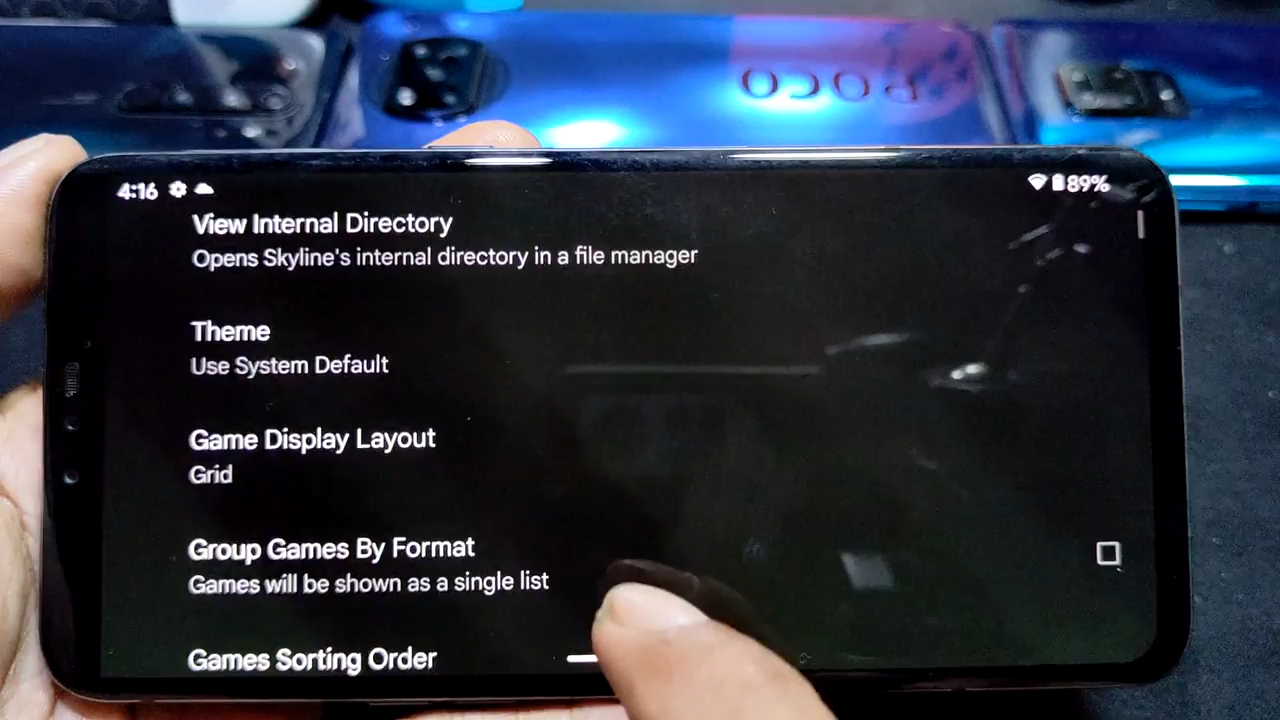 POCO
4:16
89%
View Internal Directory
Opens Skyline's internal directory in a file manager
Theme
Use System Default
Game Display Layout
Grid
Group Games By Format
Games will be shown as a single list
Games Sorting Order